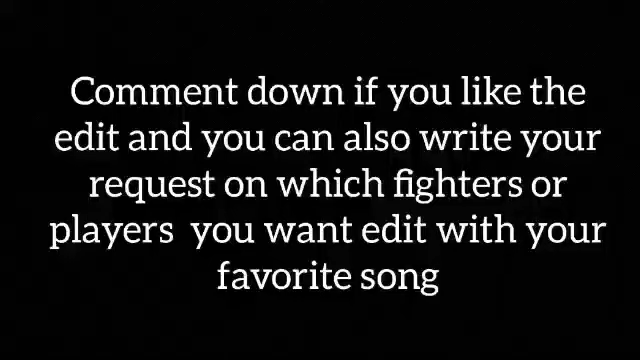 Comment down if you like the
edit and you can also write your
request on which fighters or
players  you want edit with your
favorite song